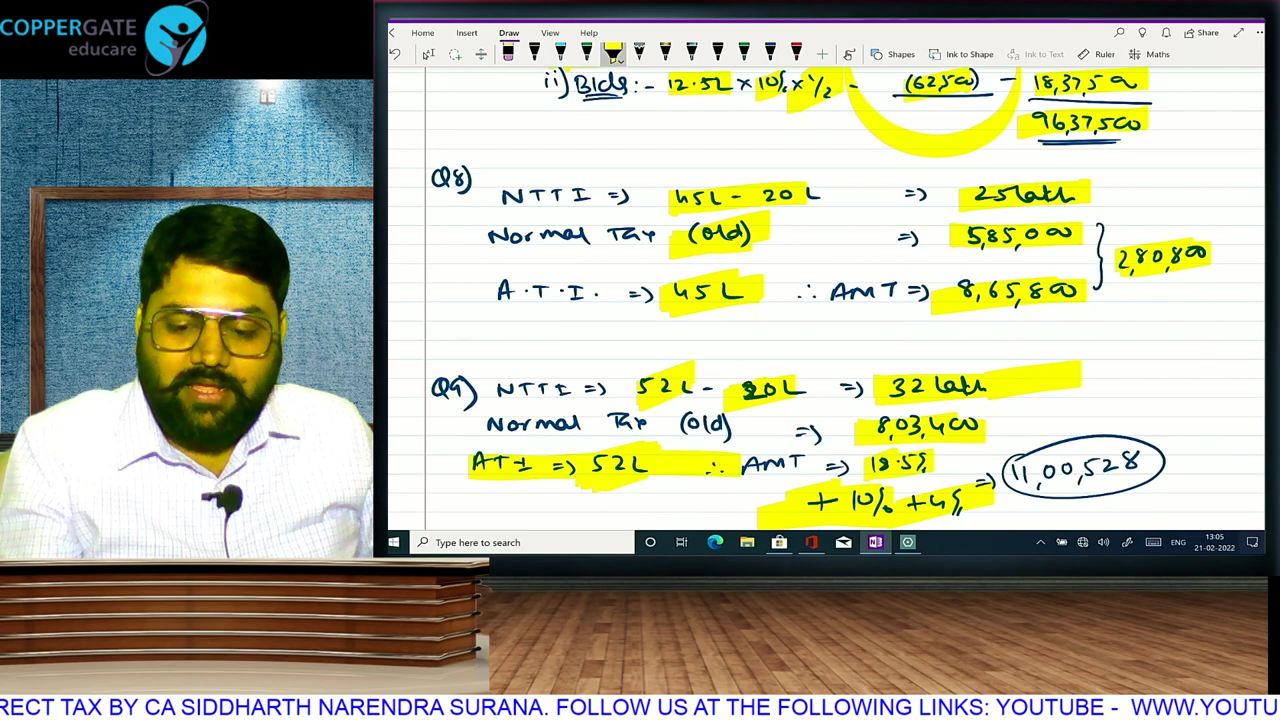 COPPERGATE
educare
Home Insert Draw View Help
Share
Shapes Ink to Shape Ink to Text Ruler Maths
ii) Bldg :- 12.5L x 10% x 1/2 - (62,500) - 18,37,500
96,37,500
Q8)
NTTI => 45L - 20L => 25 lakh
Normal Tax (Old) => 5,85,000
2,80,800
A.T.I. => 45L ∴ AMT => 8,65,800
Q9) NTTI => 52L - 20L => 32 lakh
Normal Tax (Old) => 8,03,400
ATI => 52L ∴ AMT => 18.5%
+ 10% + 4% => 11,00,528
Type here to search
ENG
13:05
21-02-2022
RECT TAX BY CA SIDDHARTH NARENDRA SURANA. FOLLOW US AT THE FOLLOWING LINKS: YOUTUBE - WWW.YOUTU